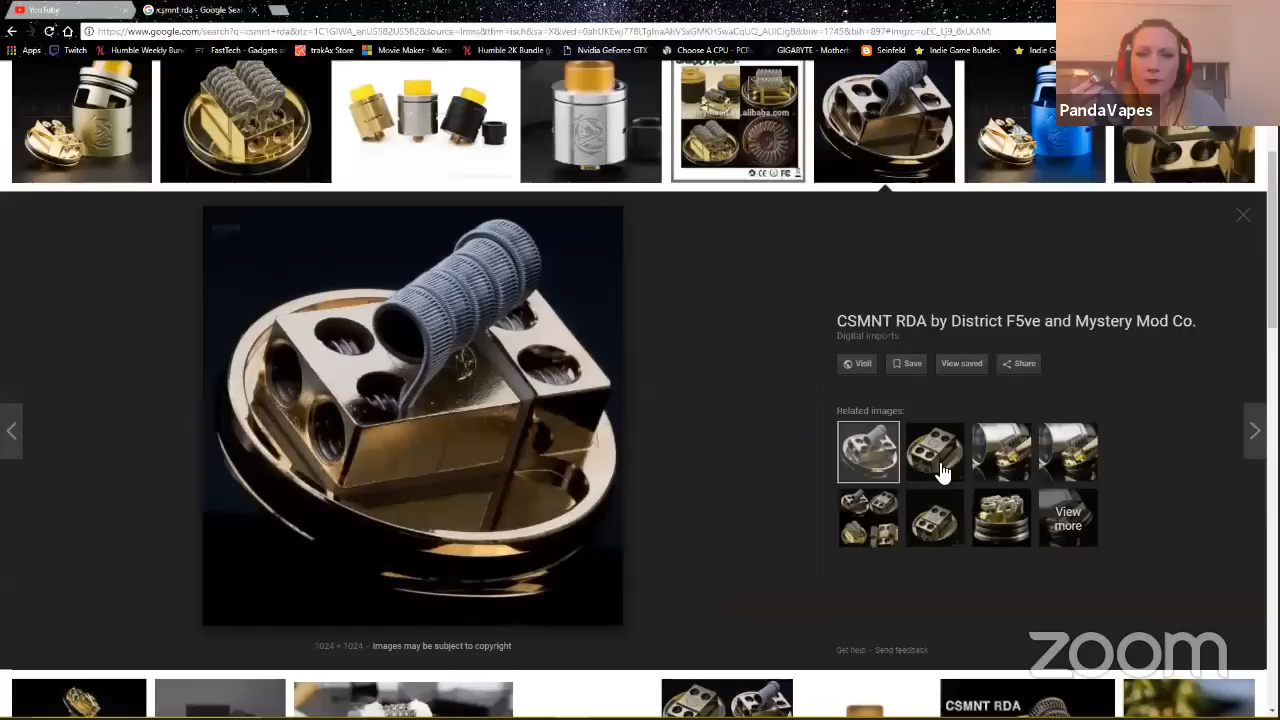 YouTube
csmnt rda - Google Sea
Apps
Twitch
Humble Weekly Bun
FastTech - Gadgets a
trakAx Store
Movie Maker - Micro
Humble 2K Bundle (p
Nvidia GeForce GTX
Choose A CPU - PCPa
GIGABYTE - Motherb
Seinfeld
Indie Game Bundles
Indie G
PandaVapes
CSMNT RDA by District F5ve and Mystery Mod Co.
Digital Imports
Visit
Save
View saved
Share
Related images:
View more
1024 × 1024 - Images may be subject to copyright
Get help - Send feedback
zoom
CSMNT RDA